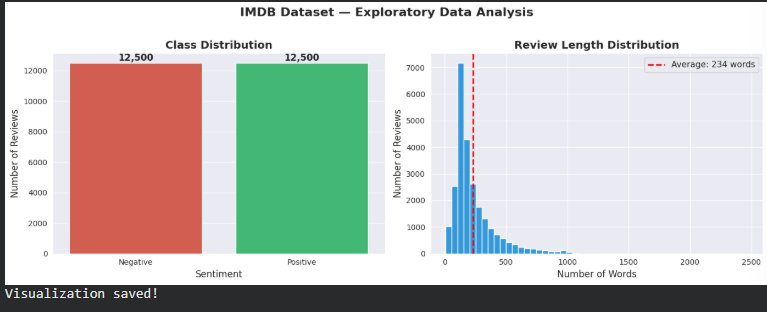 IMDB Dataset — Exploratory Data Analysis
Class Distribution
12,500 12,500
12000
10000
8000
6000
4000
2000
0
Number of Reviews
Negative Positive
Sentiment
Review Length Distribution
Average: 234 words
7000
6000
5000
4000
3000
2000
1000
0
Number of Reviews
0 500 1000 1500 2000 2500
Number of Words
Visualization saved!